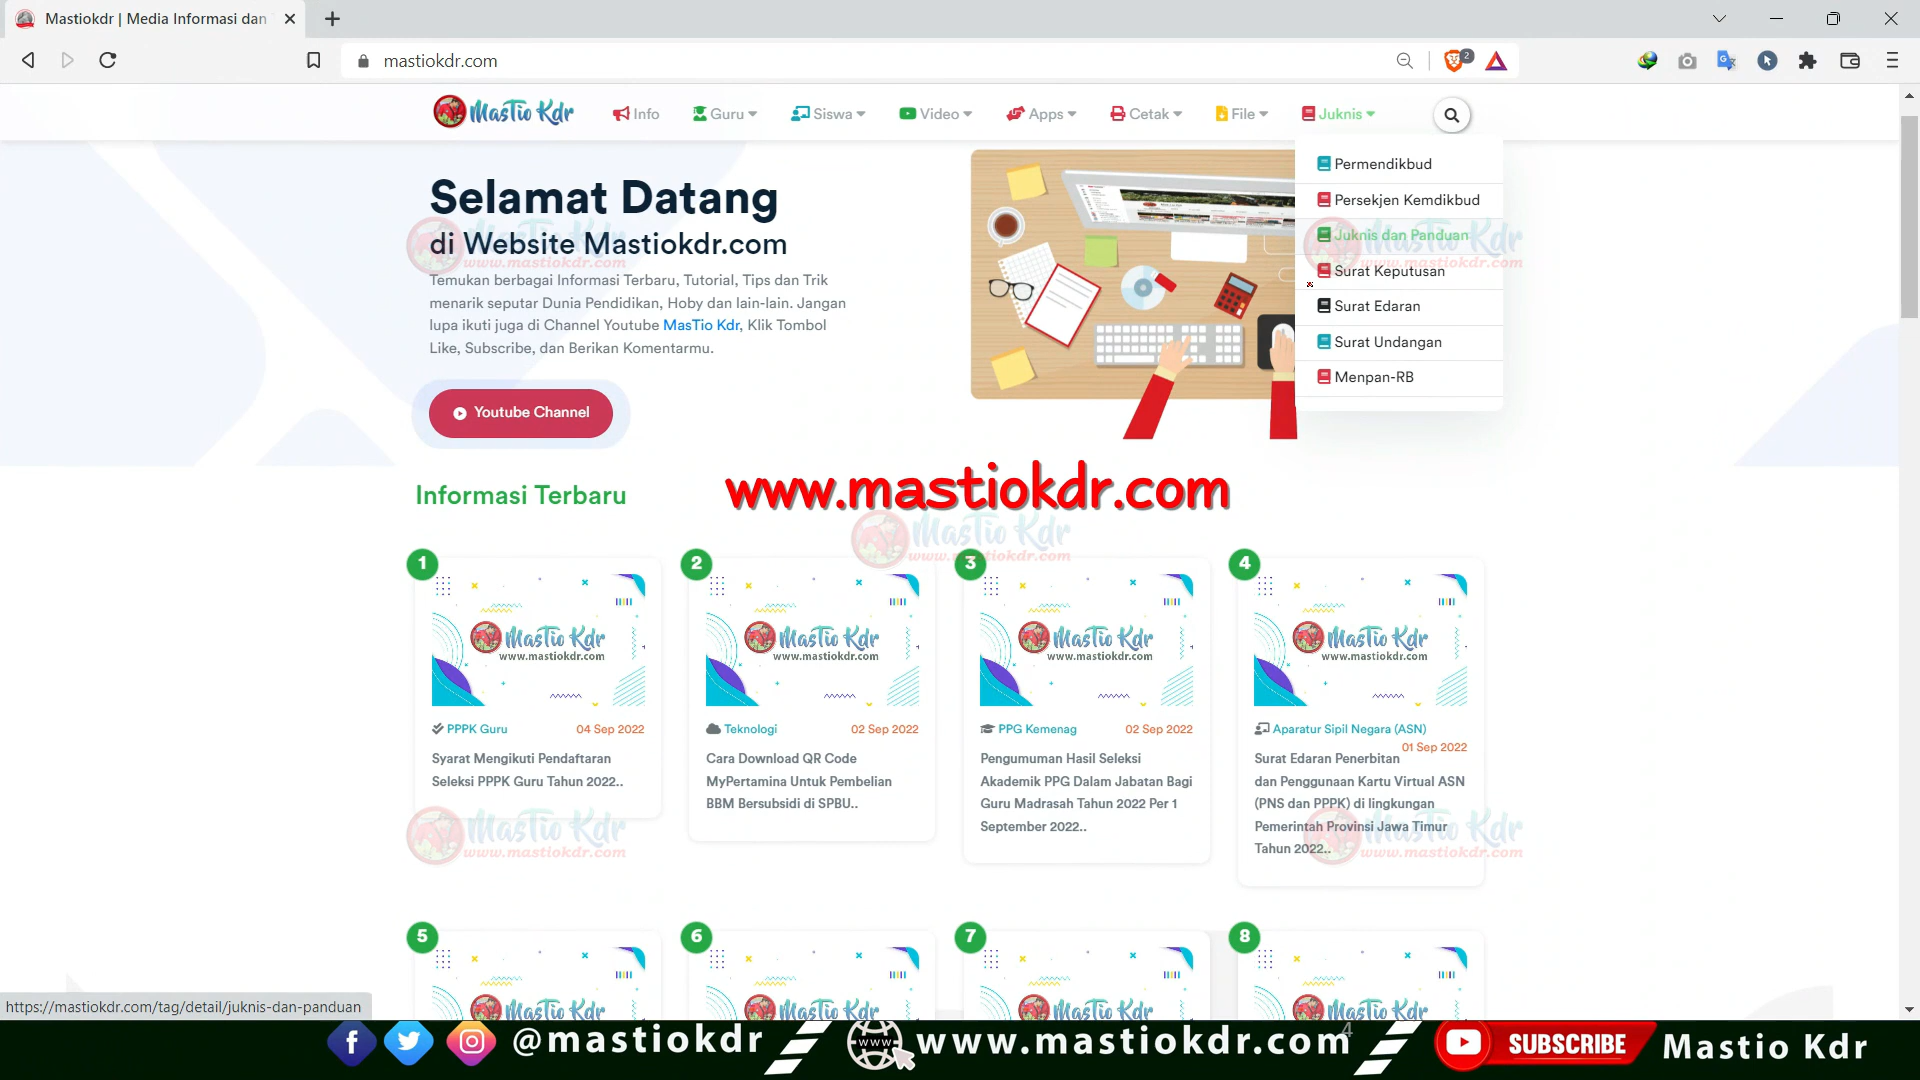 Mastiokdr | Media Informasi dan
mastiokdr.com
2
MasTio Kdr
Info
Guru
Siswa
Video
Apps
Cetak
File
Juknis
Permendikbud
Persekjen Kemdikbud
Juknis dan Panduan
Surat Keputusan
Surat Edaran
Surat Undangan
Menpan-RB
Selamat Datang
di Website Mastiokdr.com
Temukan berbagai Informasi Terbaru, Tutorial, Tips dan Trik
menarik seputar Dunia Pendidikan, Hoby dan lain-lain. Jangan
lupa ikuti juga di Channel Youtube MasTio Kdr, Klik Tombol
Like, Subscribe, dan Berikan Komentarmu.
Youtube Channel
Informasi Terbaru
www.mastiokdr.com
MasTio Kdr
www.mastiokdr.com
MasTio Kdr
www.mastiokdr.com
MasTio Kdr
www.mastiokdr.com
1
MasTio Kdr
www.mastiokdr.com
PPPK Guru
04 Sep 2022
Syarat Mengikuti Pendaftaran
Seleksi PPPK Guru Tahun 2022..
2
MasTio Kdr
www.mastiokdr.com
Teknologi
02 Sep 2022
Cara Download QR Code
MyPertamina Untuk Pembelian
BBM Bersubsidi di SPBU..
3
MasTio Kdr
www.mastiokdr.com
PPG Kemenag
02 Sep 2022
Pengumuman Hasil Seleksi
Akademik PPG Dalam Jabatan Bagi
Guru Madrasah Tahun 2022 Per 1
September 2022..
4
MasTio Kdr
www.mastiokdr.com
Aparatur Sipil Negara (ASN)
01 Sep 2022
Surat Edaran Penerbitan
dan Penggunaan Kartu Virtual ASN
(PNS dan PPPK) di lingkungan
Pemerintah Provinsi Jawa Timur
Tahun 2022..
MasTio Kdr
www.mastiokdr.com
MasTio Kdr
www.mastiokdr.com
5
MasTio Kdr
6
MasTio Kdr
7
MasTio Kdr
8
MasTio Kdr
https://mastiokdr.com/tag/detail/juknis-dan-panduan
@mastiokdr
WWW
www.mastiokdr.com
4
SUBSCRIBE
Mastio Kdr